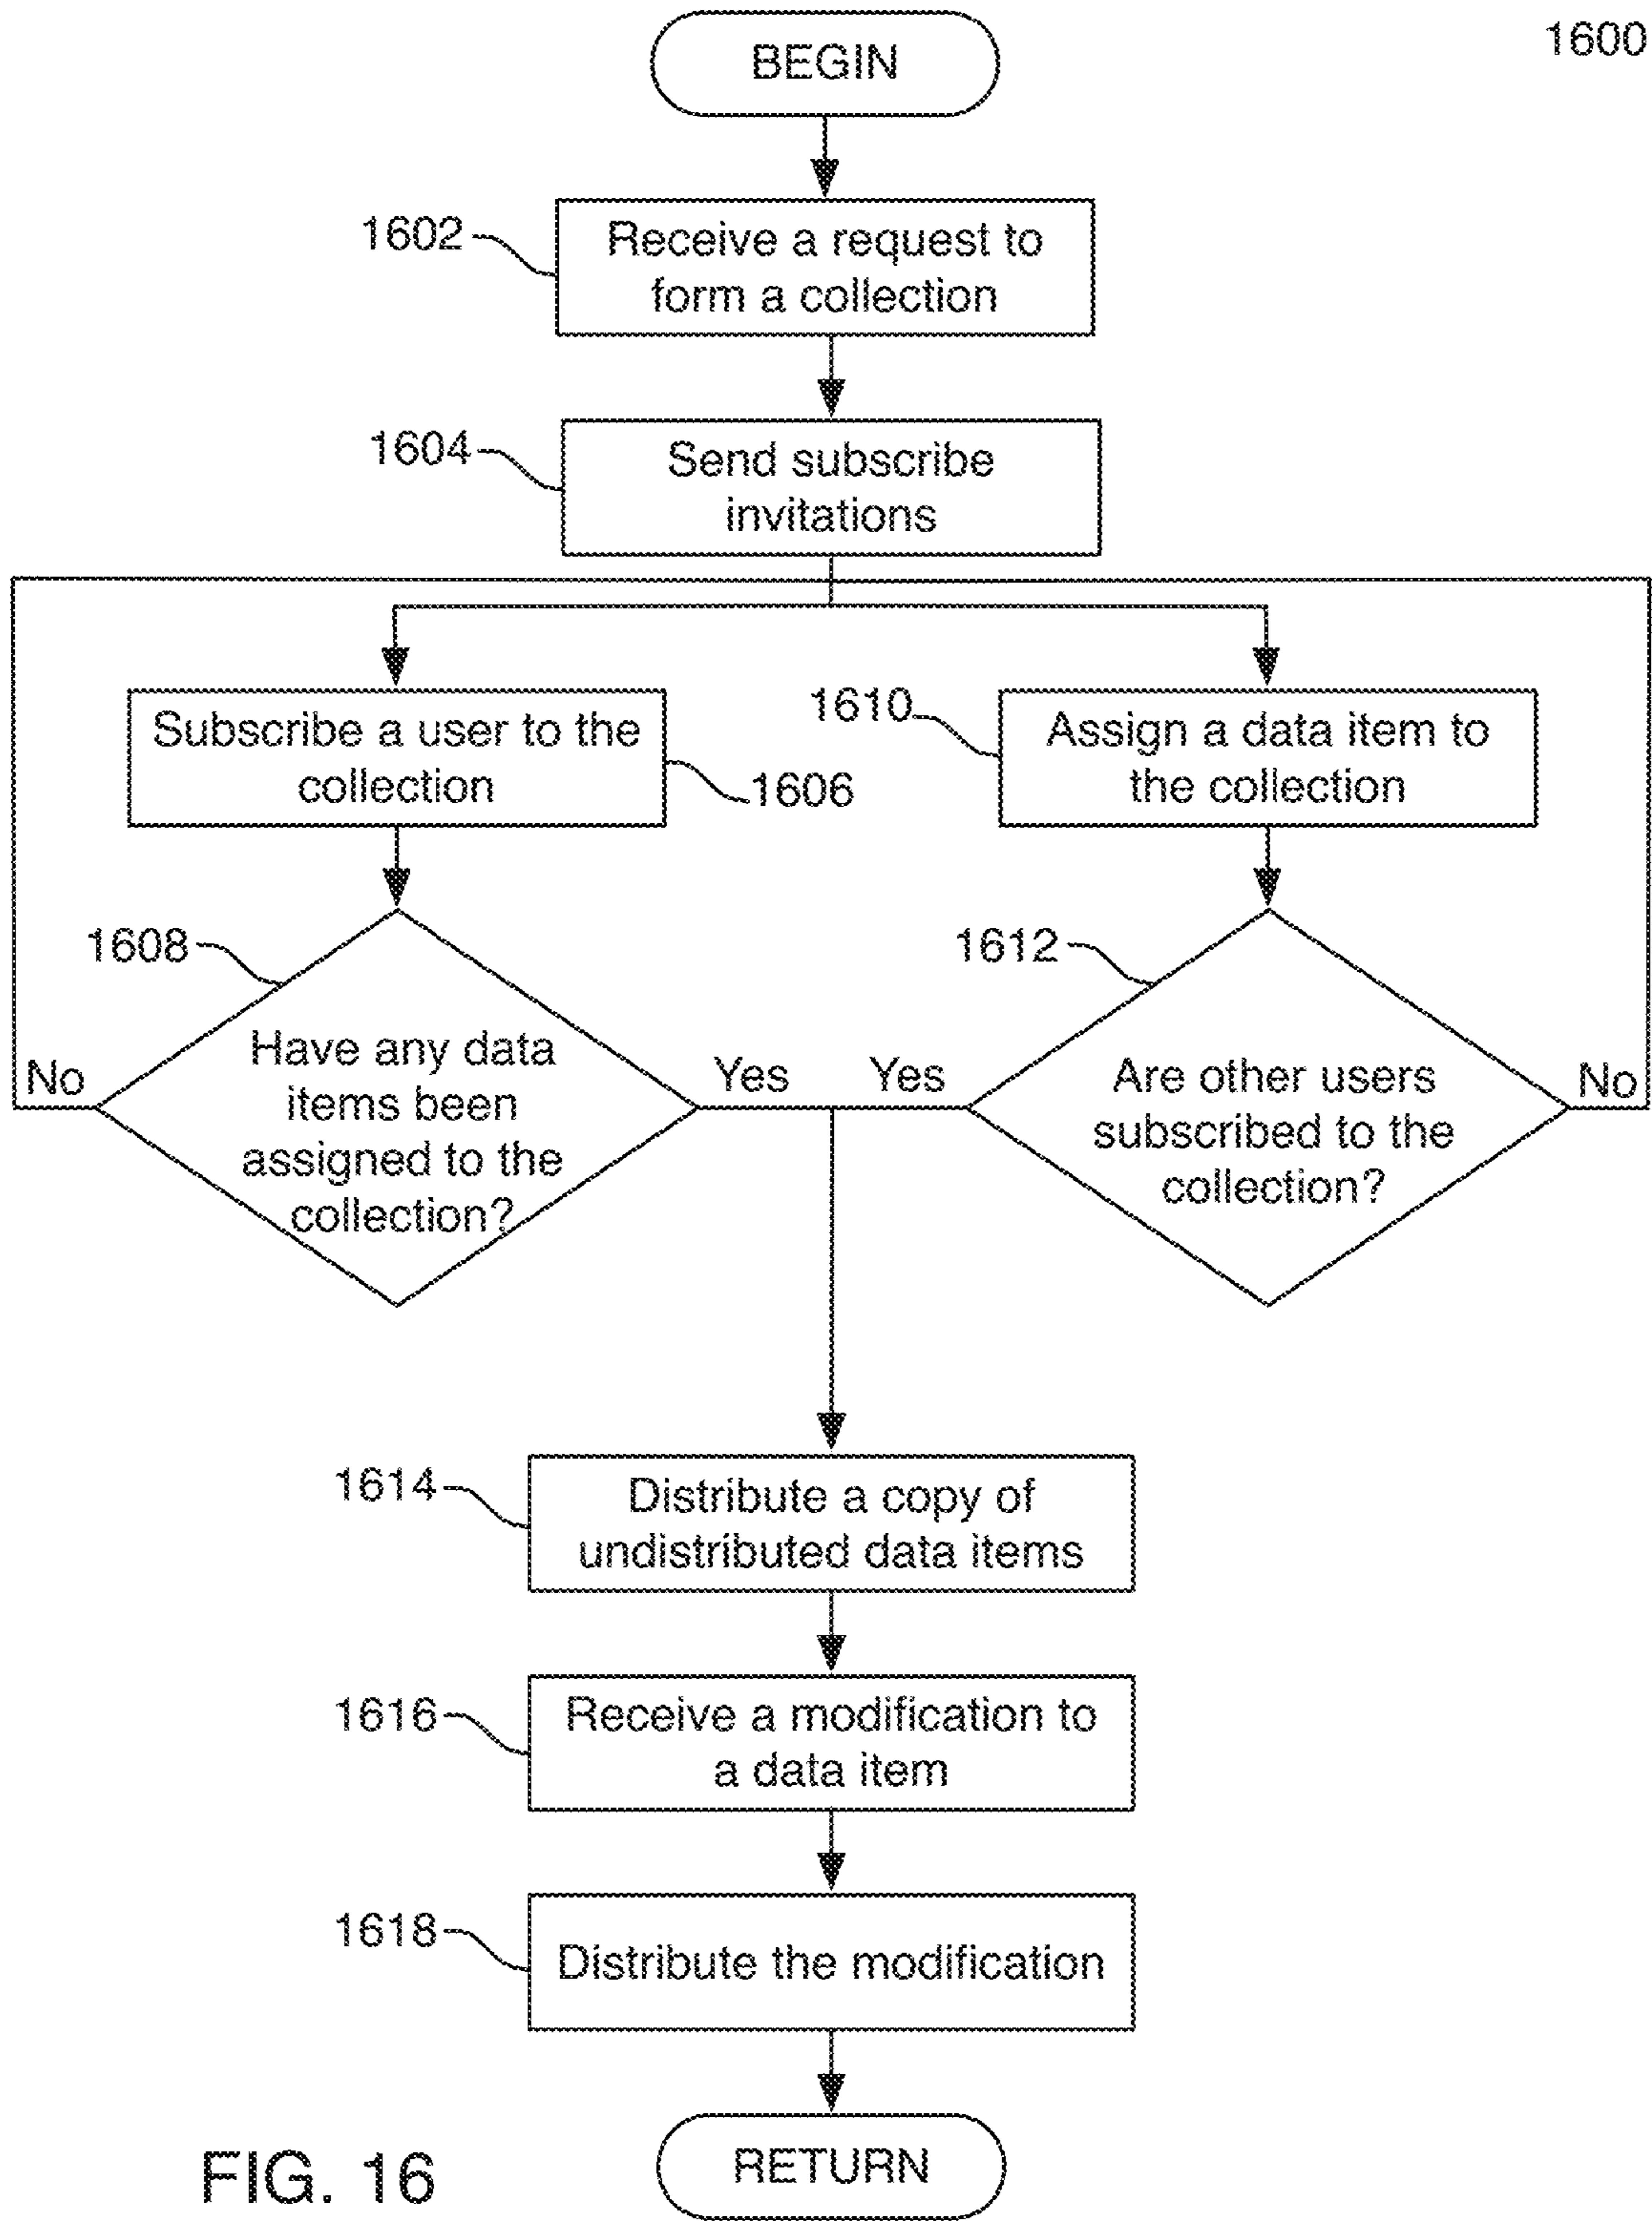 1600
BEGIN
1602
Receive a request to
form a collection
1604
Send subscribe
invitations
Subscribe a user to the
collection
1606
1610
Assign a data item to
the collection
1608
Have any data
items been
assigned to the
collection?
No
Yes
1612
Are other users
subscribed to the
collection?
Yes
No
1614
Distribute a copy of
undistributed data items
1616
Receive a modification to
a data item
1618
Distribute the modification
RETURN
FIG. 16